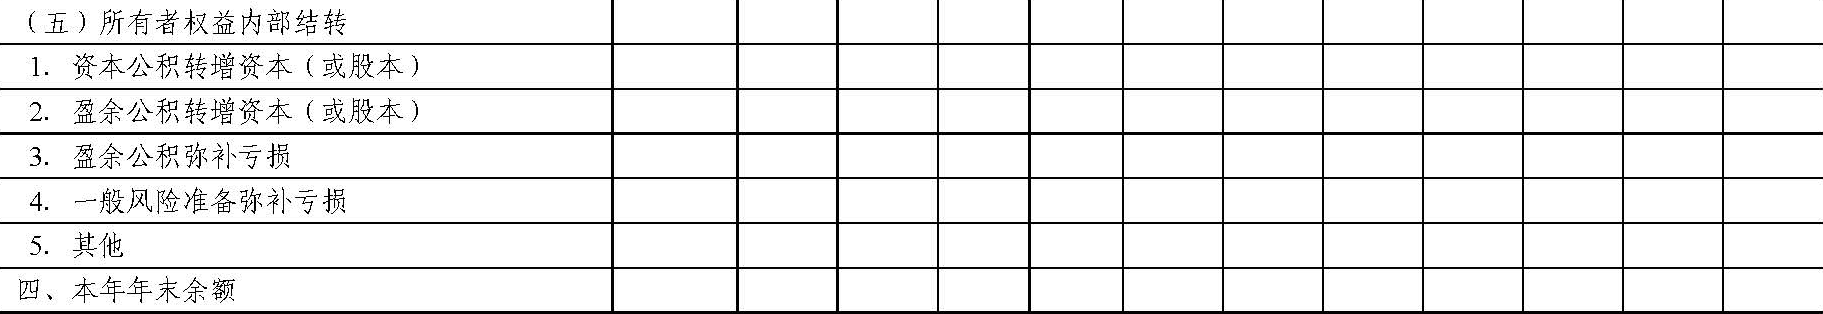 （五）所有者权益内部结转
1. 资本公积转增资本（或股本）
2. 盈余公积转增资本（或股本）
3. 盈余公积弥补亏损
4. 一般风险准备弥补亏损
5. 其他
四、本年年末余额